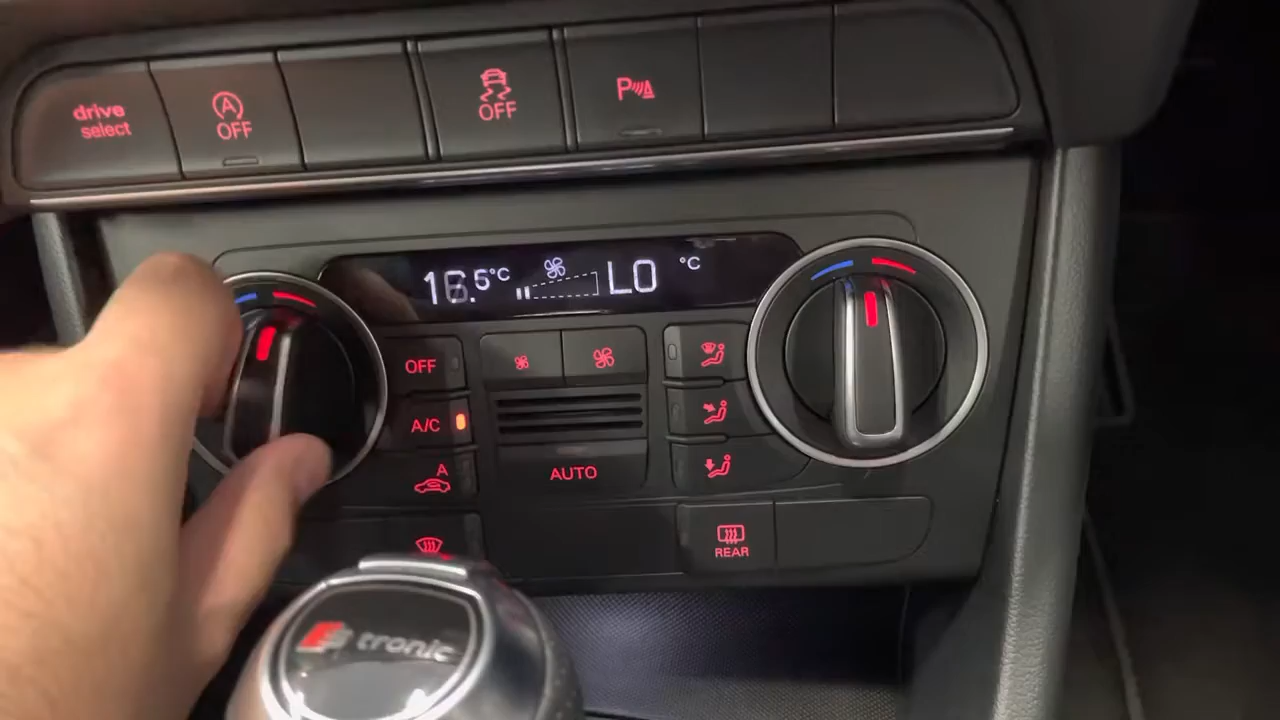 drive
select
A
OFF
OFF
P
16.5°C
LO
°C
OFF
A/C
A
AUTO
REAR
S tronic